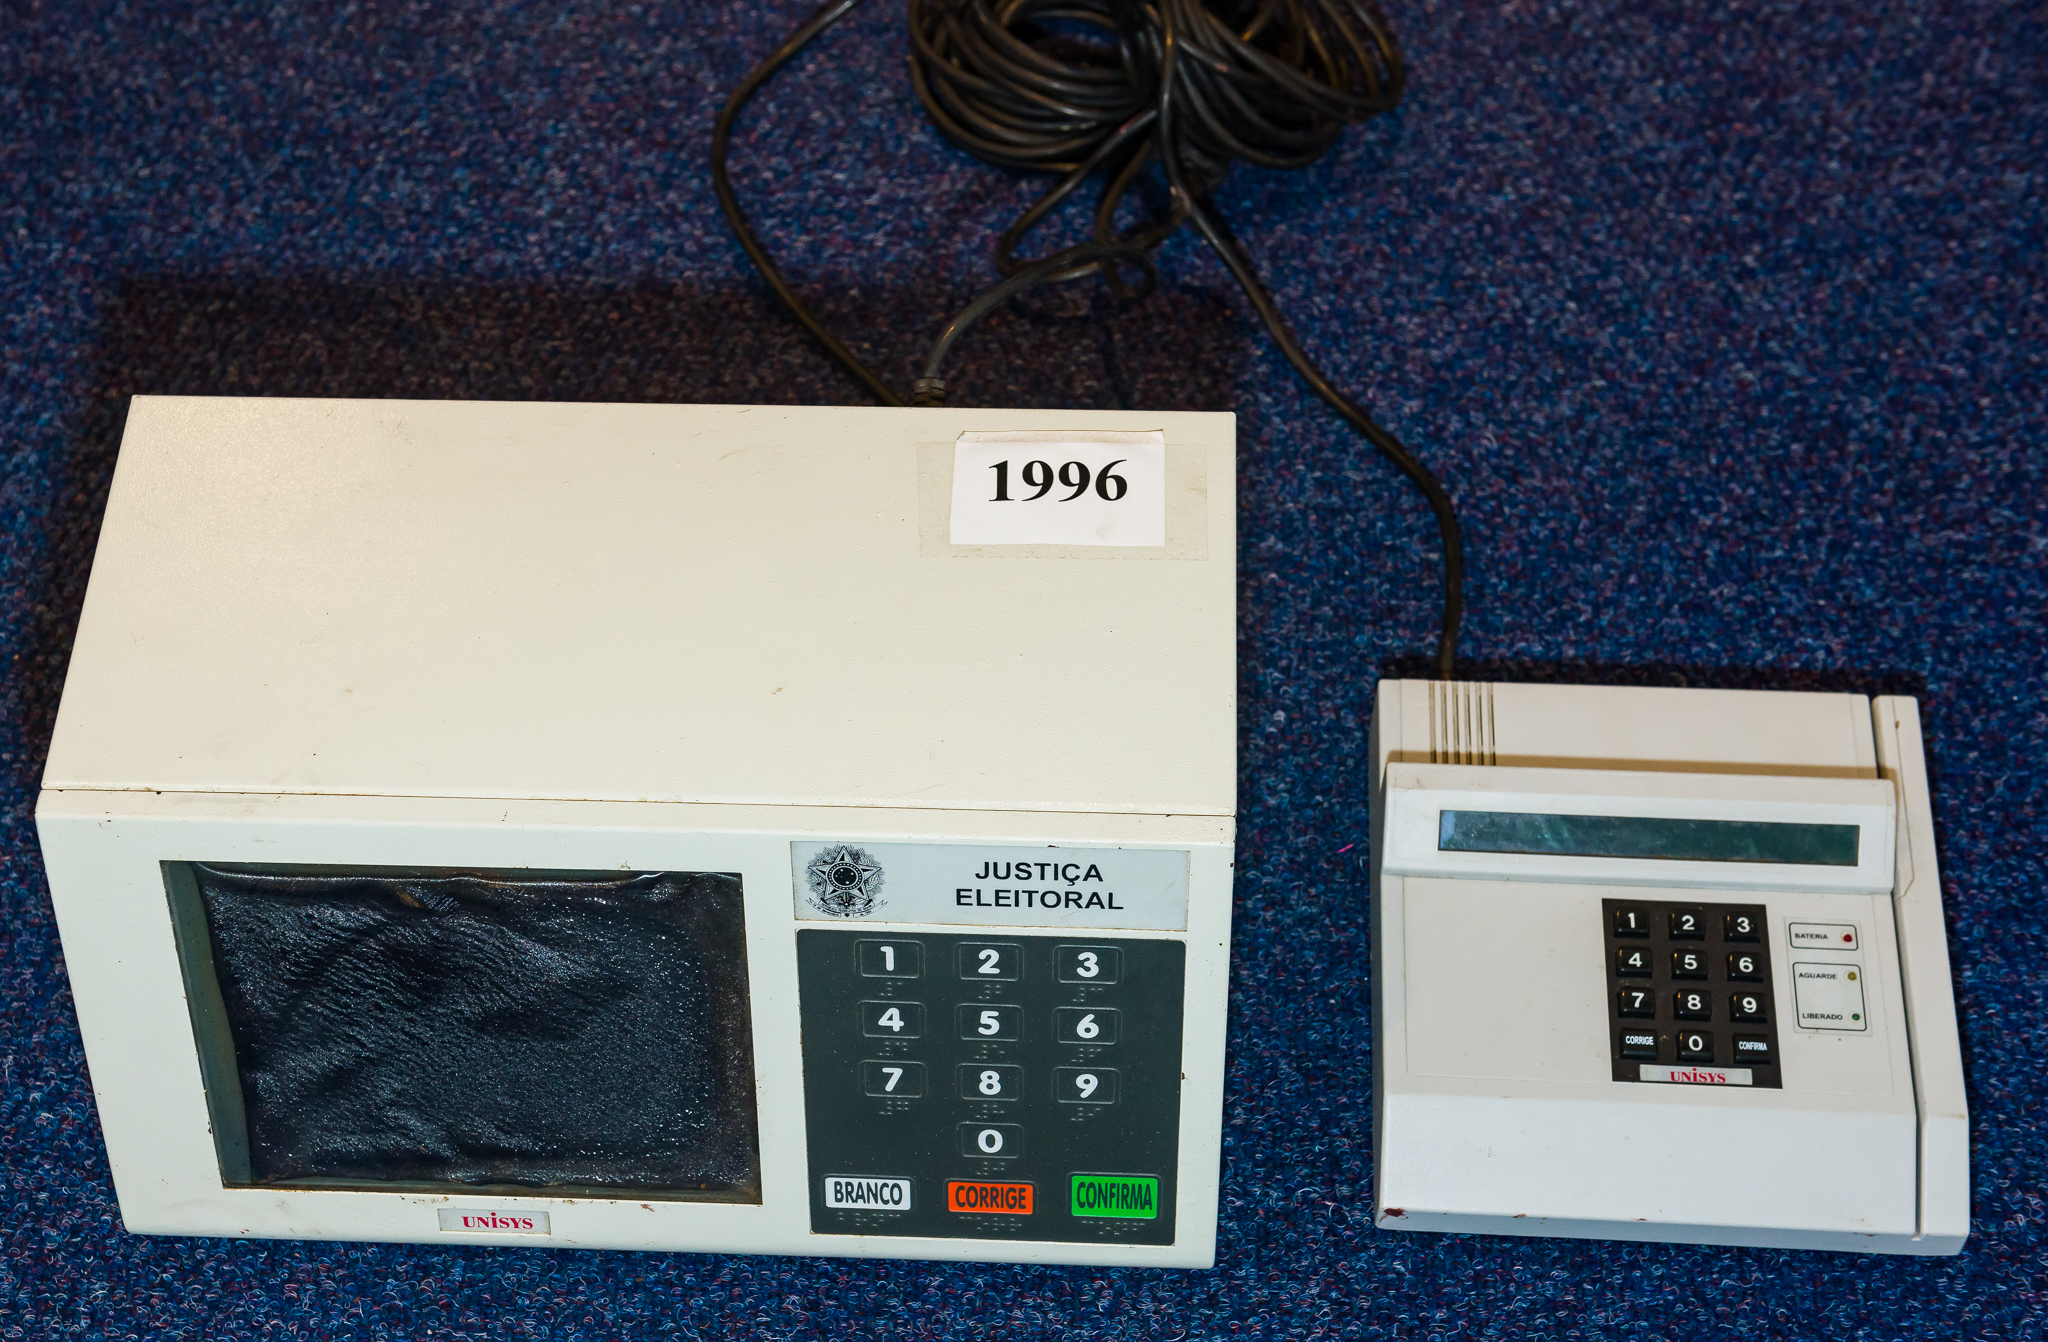 1996
JUSTIÇA
ELEITORAL
1 2 3
4 5 6
7 8 9
0
BRANCO CORRIGE CONFIRMA
UNISYS
1 2 3
4 5 6
7 8 9
CORRIGE 0 CONFIRMA
UNISYS
BATERIA
AGUARDE
LIBERADO